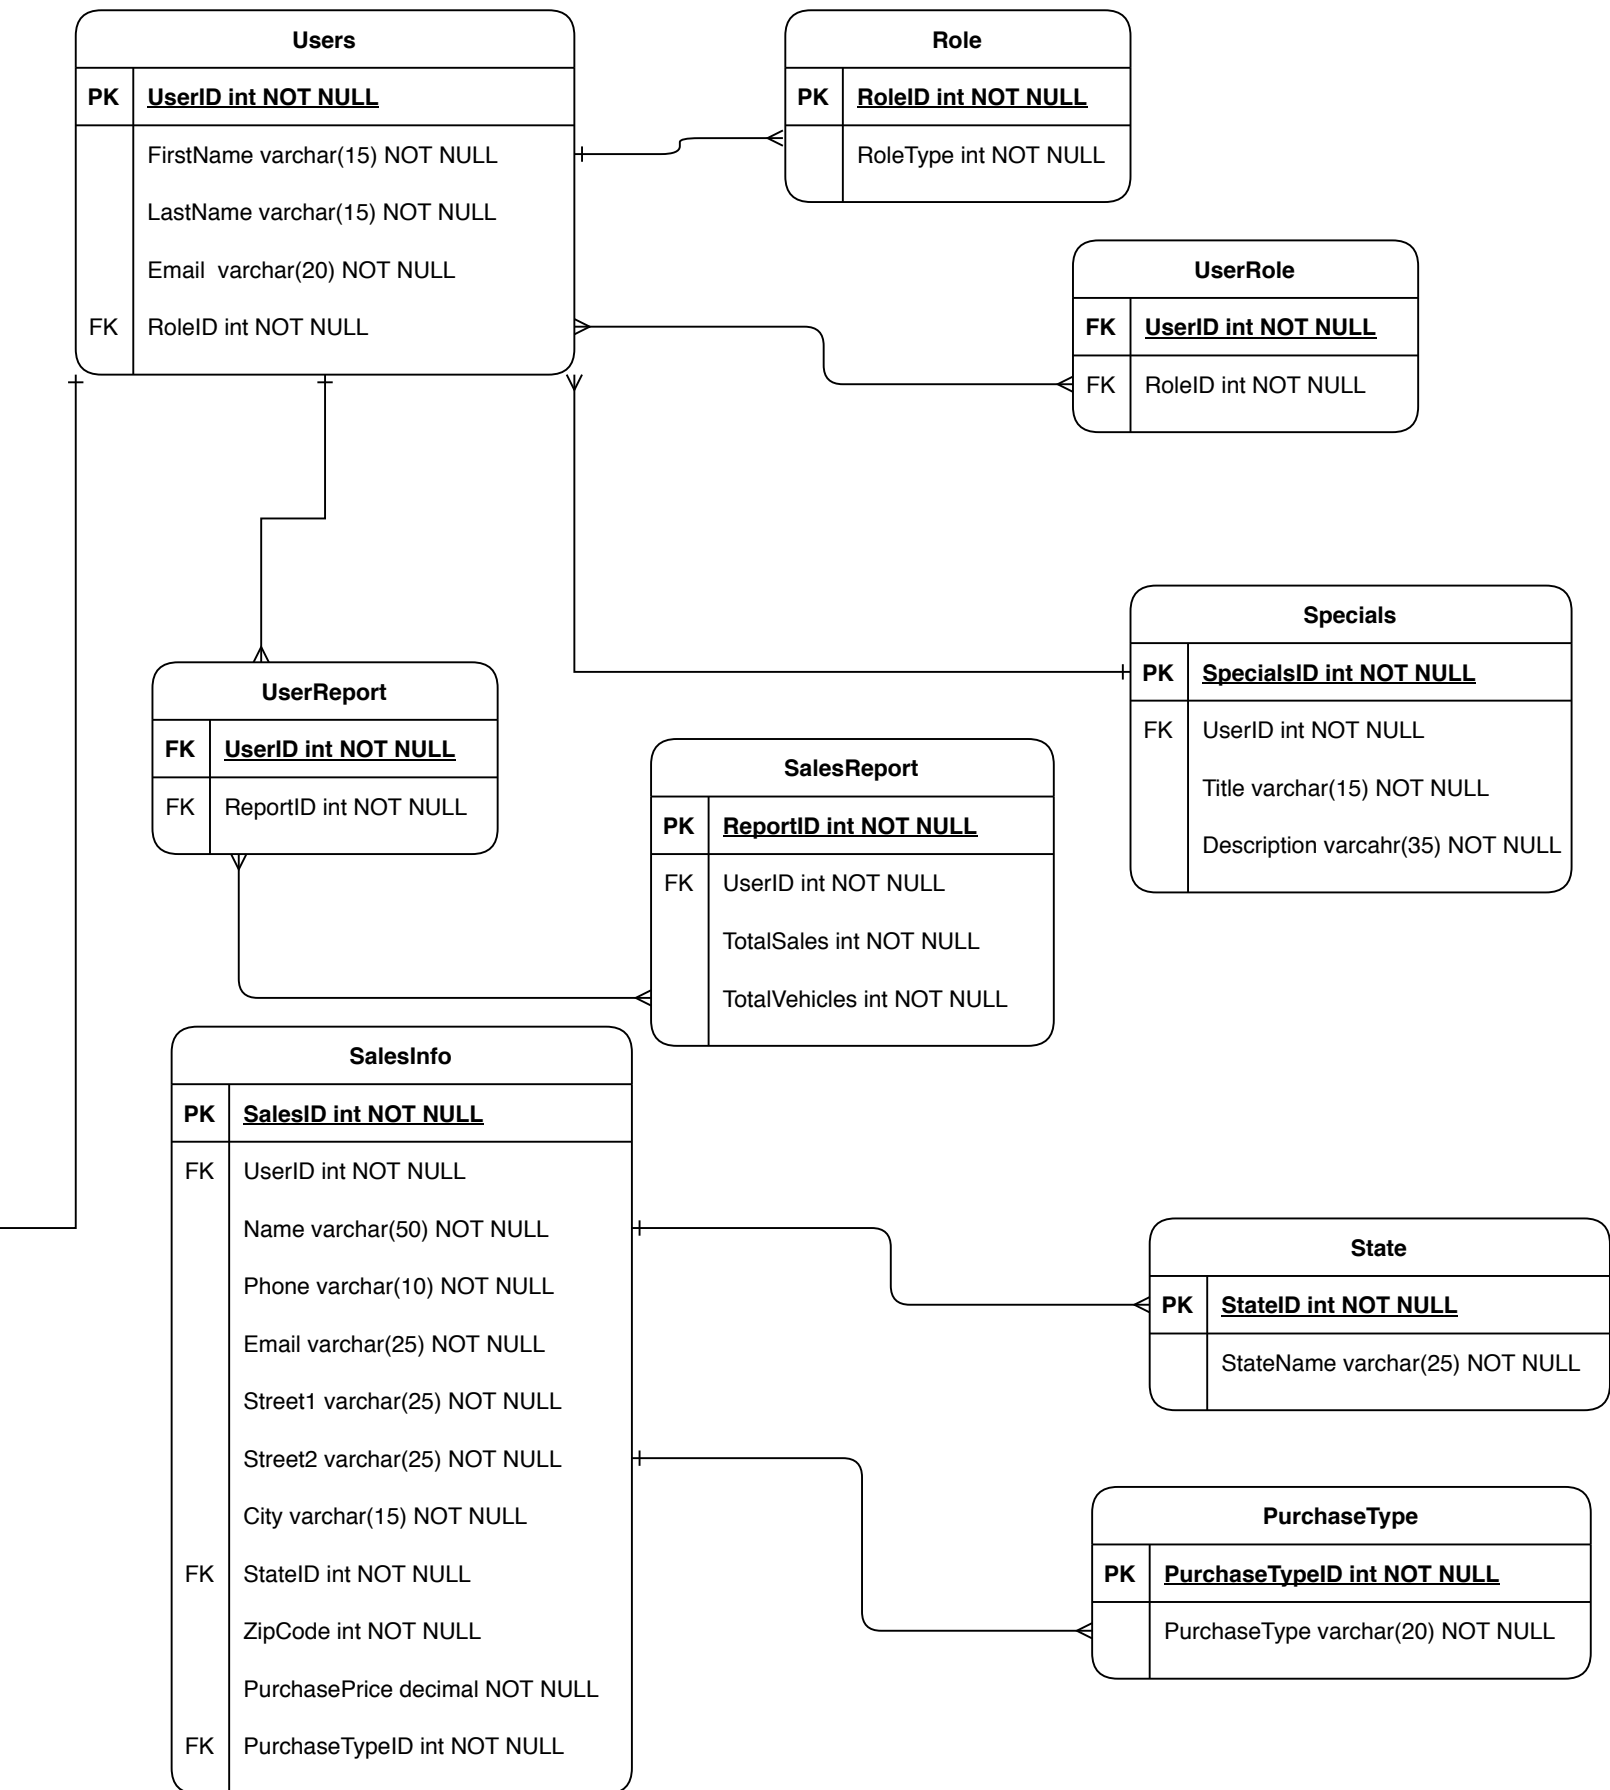 Users
PK UserID int NOT NULL
FirstName varchar(15) NOT NULL
LastName varchar(15) NOT NULL
Email  varchar(20) NOT NULL
FK RoleID int NOT NULL
Role
PK RoleID int NOT NULL
RoleType int NOT NULL
UserRole
FK UserID int NOT NULL
FK RoleID int NOT NULL
Specials
PK SpecialsID int NOT NULL
FK UserID int NOT NULL
Title varchar(15) NOT NULL
Description varcahr(35) NOT NULL
UserReport
FK UserID int NOT NULL
FK ReportID int NOT NULL
SalesReport
PK ReportID int NOT NULL
FK UserID int NOT NULL
TotalSales int NOT NULL
TotalVehicles int NOT NULL
SalesInfo
PK SalesID int NOT NULL
FK UserID int NOT NULL
Name varchar(50) NOT NULL
Phone varchar(10) NOT NULL
Email varchar(25) NOT NULL
Street1 varchar(25) NOT NULL
Street2 varchar(25) NOT NULL
City varchar(15) NOT NULL
FK StateID int NOT NULL
ZipCode int NOT NULL
PurchasePrice decimal NOT NULL
FK PurchaseTypeID int NOT NULL
State
PK StateID int NOT NULL
StateName varchar(25) NOT NULL
PurchaseType
PK PurchaseTypeID int NOT NULL
PurchaseType varchar(20) NOT NULL